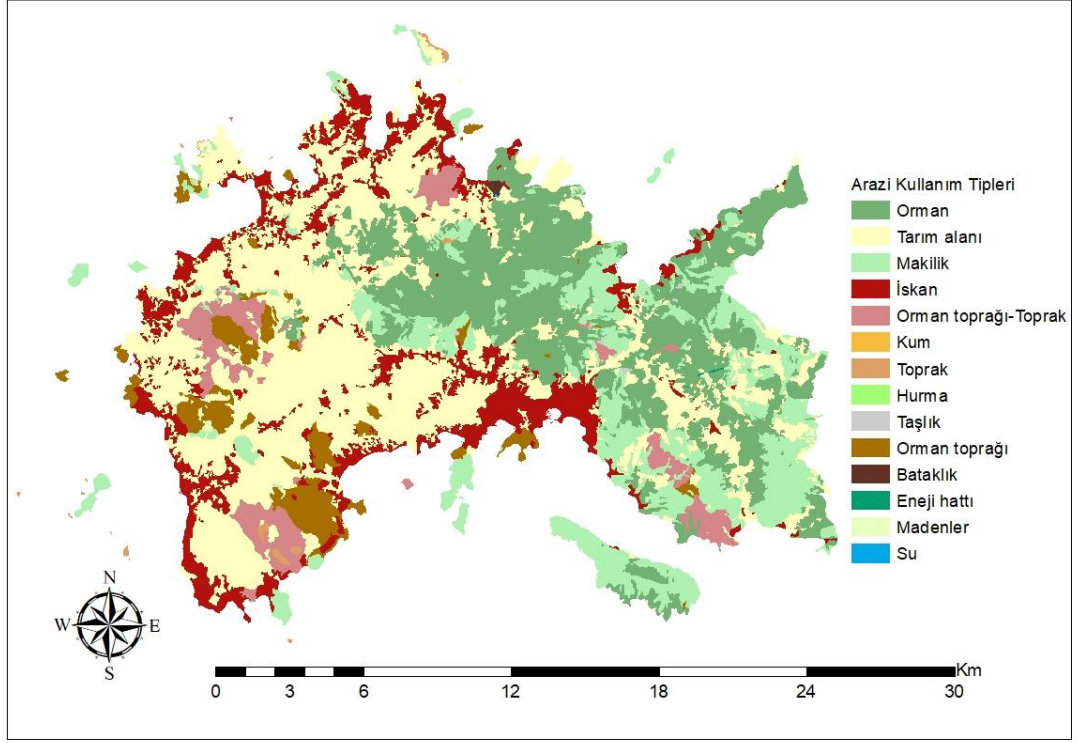 Arazi Kullanım Tipleri
Orman
Tarım alanı
Makilik
İskan
Orman toprağı-Toprak
Kum
Toprak
Hurma
Taşlık
Orman toprağı
Bataklık
Eneji hattı
Madenler
Su
N
W E
S
Km
0 3 6 12 18 24 30